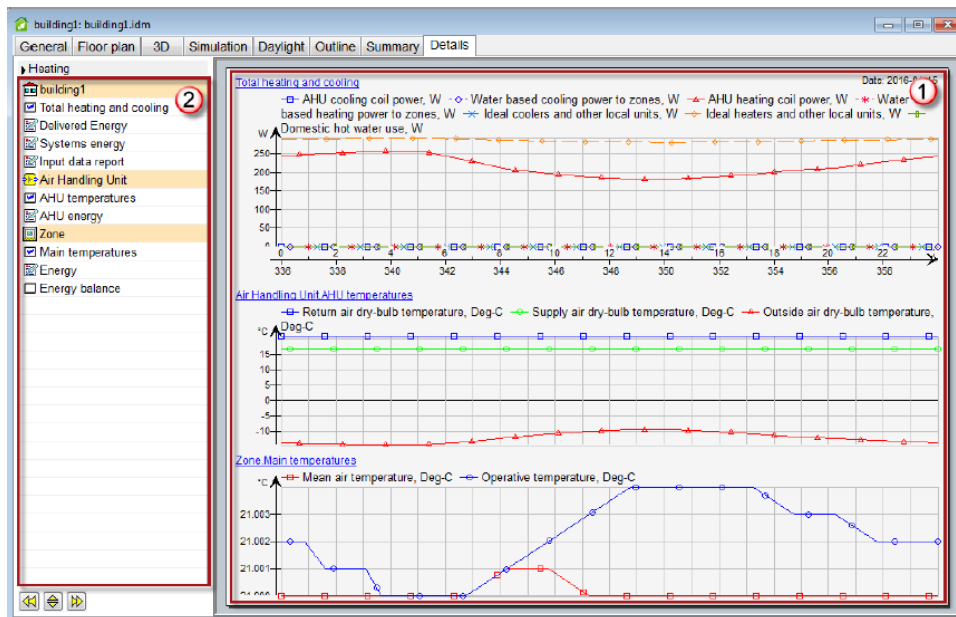 building1: building1.idm
General Floor plan 3D Simulation Daylight Outline Summary Details
Heating
building1
Total heating and cooling
Delivered Energy
Systems energy
Input data report
Air Handling Unit
AHU temperatures
AHU energy
Zone
Main temperatures
Energy
Energy balance
2
1
Total heating and cooling
AHU cooling coil power, W Water based cooling power to zones, W AHU heating coil power, W Water
based heating power to zones, W Ideal coolers and other local units, W Ideal heaters and other local units, W
Domestic hot water use, W
W
250
200
150
100
50
0 2 4 6 8 10 12 14 16 18 20 22
336 338 340 342 344 346 348 350 352 354 356 358
Air Handling Unit.AHU temperatures
Return air dry-bulb temperature, Deg-C Supply air dry-bulb temperature, Deg-C Outside air dry-bulb temperature,
Deg-C
°C
15
10
5
0
-5
-10
Zone.Main temperatures
Mean air temperature, Deg-C Operative temperature, Deg-C
°C
21.003
21.002
21.001
21.000